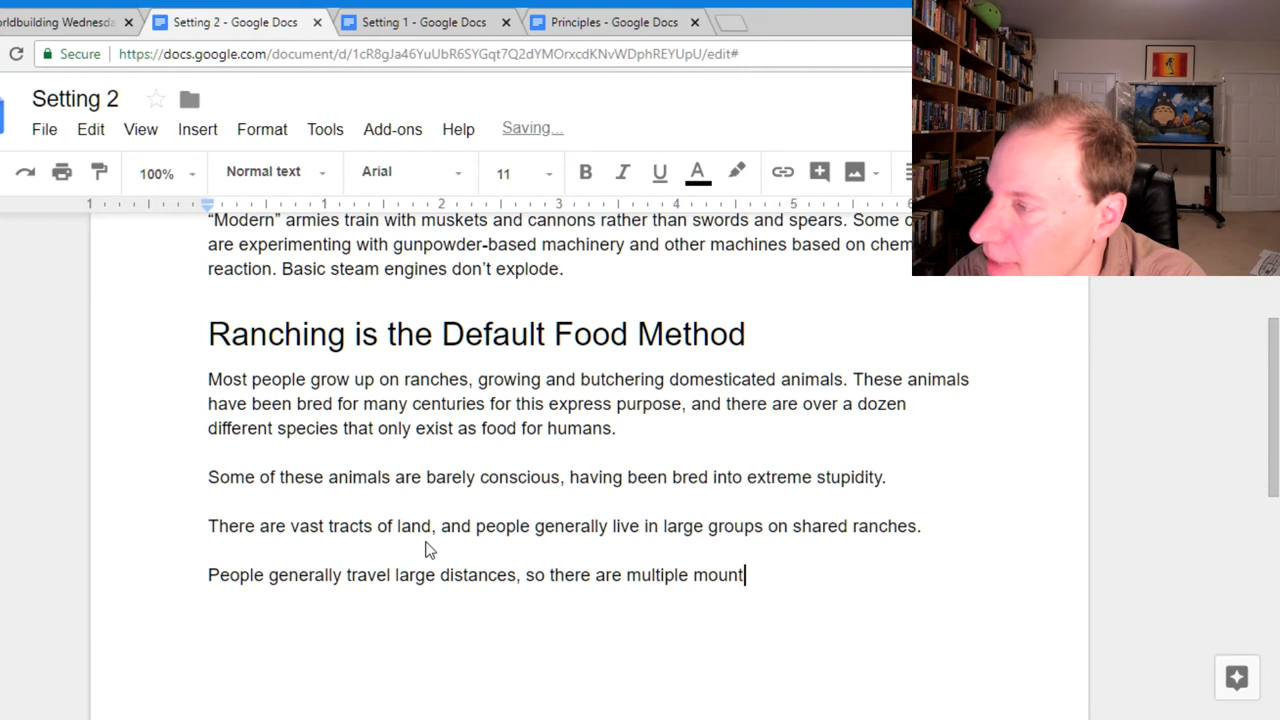 orldbuilding Wednesda
Setting 2 - Google Docs
Setting 1 - Google Docs
Principles - Google Docs
Secure
https://docs.google.com/document/d/1cR8gJa46YuUbR6SYGqt7Q2dYMOrxcdKNvWDphREYUpU/edit#
Setting 2
File Edit View Insert Format Tools Add-ons Help Saving...
100% Normal text Arial 11 B I U A
1 1 2 3 4 5
“Modern” armies train with muskets and cannons rather than swords and spears. Some
are experimenting with gunpowder-based machinery and other machines based on chem
reaction. Basic steam engines don’t explode.
Ranching is the Default Food Method
Most people grow up on ranches, growing and butchering domesticated animals. These animals
have been bred for many centuries for this express purpose, and there are over a dozen
different species that only exist as food for humans.
Some of these animals are barely conscious, having been bred into extreme stupidity.
There are vast tracts of land, and people generally live in large groups on shared ranches.
People generally travel large distances, so there are multiple mount